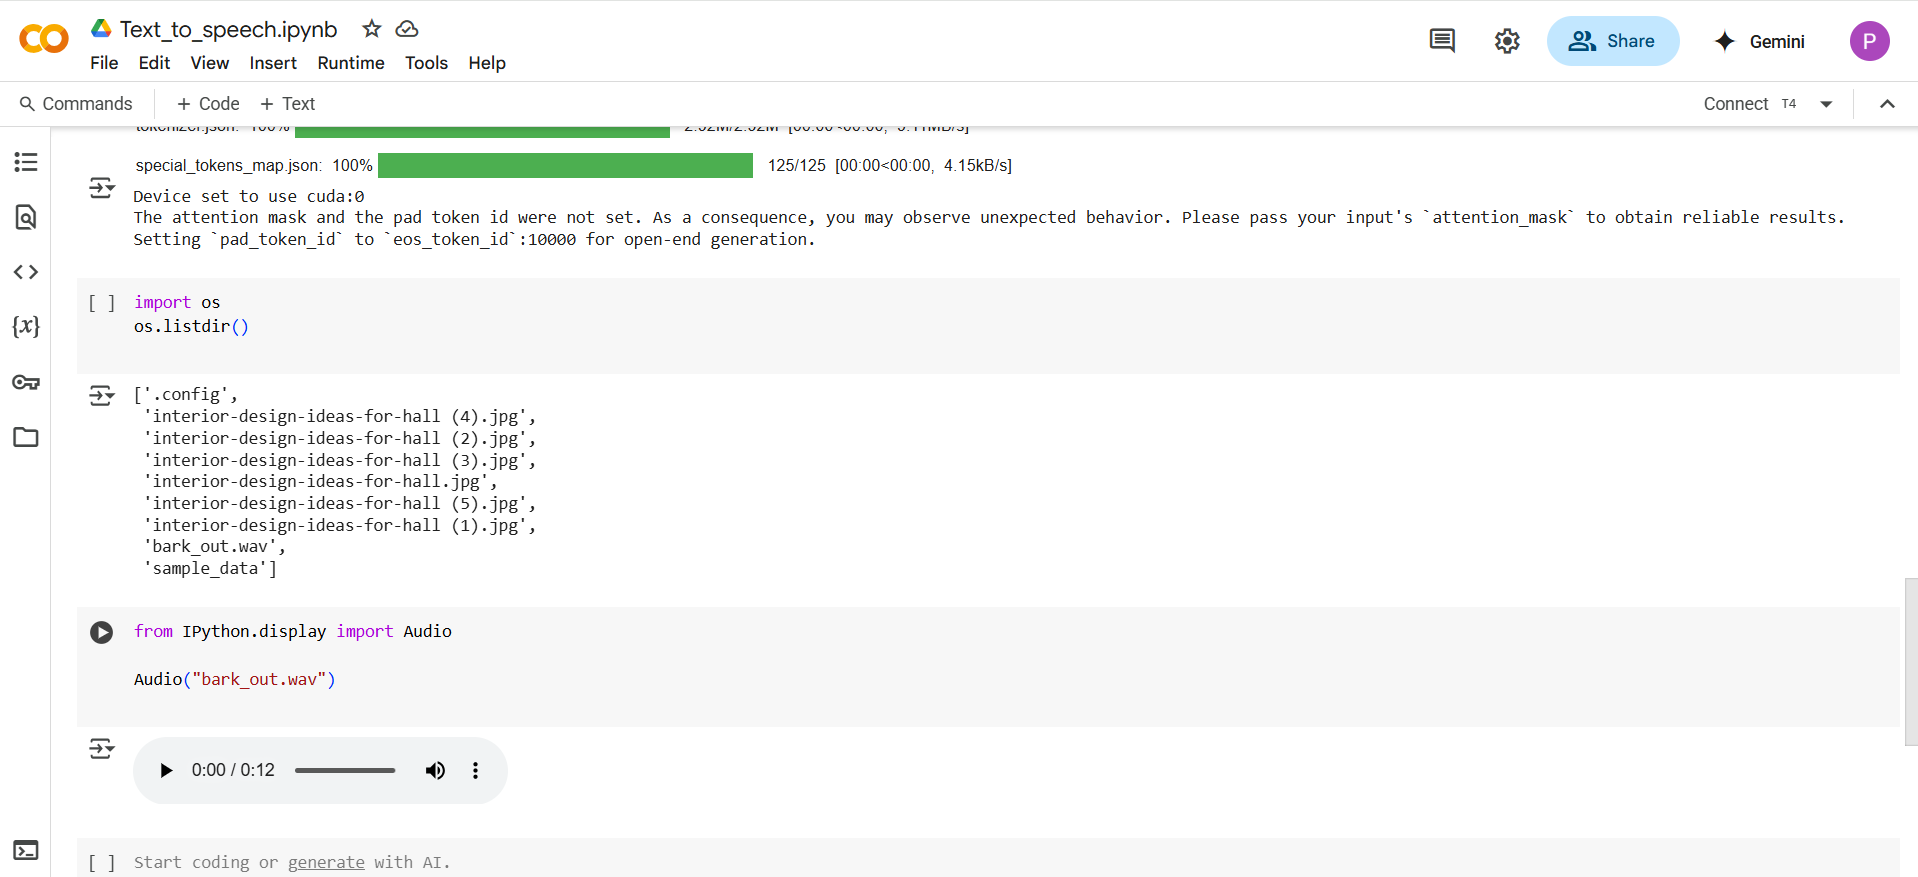 Text_to_speech.ipynb
File Edit View Insert Runtime Tools Help
Share
Gemini
P
Commands + Code + Text
Connect T4
tokenizer.json: 100%
special_tokens_map.json: 100% 125/125 [00:00<00:00, 4.15kB/s]
Device set to use cuda:0
The attention mask and the pad token id were not set. As a consequence, you may observe unexpected behavior. Please pass your input's `attention_mask` to obtain reliable results.
Setting `pad_token_id` to `eos_token_id`:10000 for open-end generation.
[ ] import os
os.listdir()
['.config',
'interior-design-ideas-for-hall (4).jpg',
'interior-design-ideas-for-hall (2).jpg',
'interior-design-ideas-for-hall (3).jpg',
'interior-design-ideas-for-hall.jpg',
'interior-design-ideas-for-hall (5).jpg',
'interior-design-ideas-for-hall (1).jpg',
'bark_out.wav',
'sample_data']
from IPython.display import Audio
Audio("bark_out.wav")
0:00 / 0:12
[ ] Start coding or generate with AI.